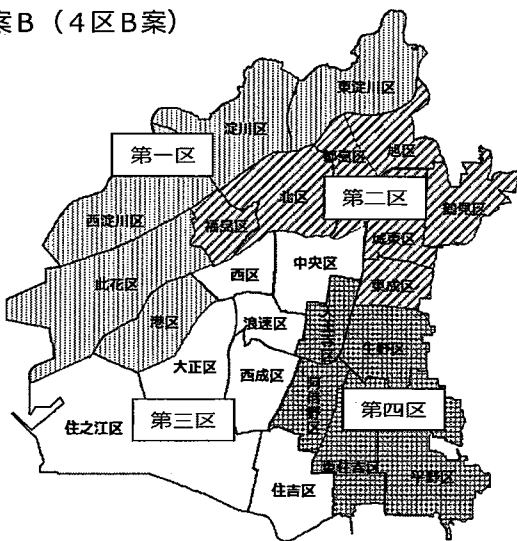 案B（4区B案）
東淀川区
淀川区
第一区
都島区
旭区
北区
第二区
鶴見区
西淀川区
福島区
城東区
中央区
西区
東成区
此花区
港区
浪速区
天王寺区
生野区
大正区
西成区
阿倍野区
第三区
第四区
住之江区
東住吉区
平野区
住吉区